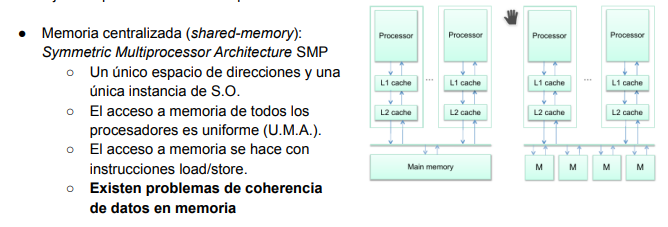 ● Memoria centralizada (shared-memory):
Symmetric Multiprocessor Architecture SMP
○ Un único espacio de direcciones y una
única instancia de S.O.
○ El acceso a memoria de todos los
procesadores es uniforme (U.M.A.).
○ El acceso a memoria se hace con
instrucciones load/store.
○ Existen problemas de coherencia
de datos en memoria
Processor Processor Processor Processor
L1 cache ... L1 cache L1 cache ... L1 cache
L2 cache L2 cache L2 cache L2 cache
Main memory M M M M